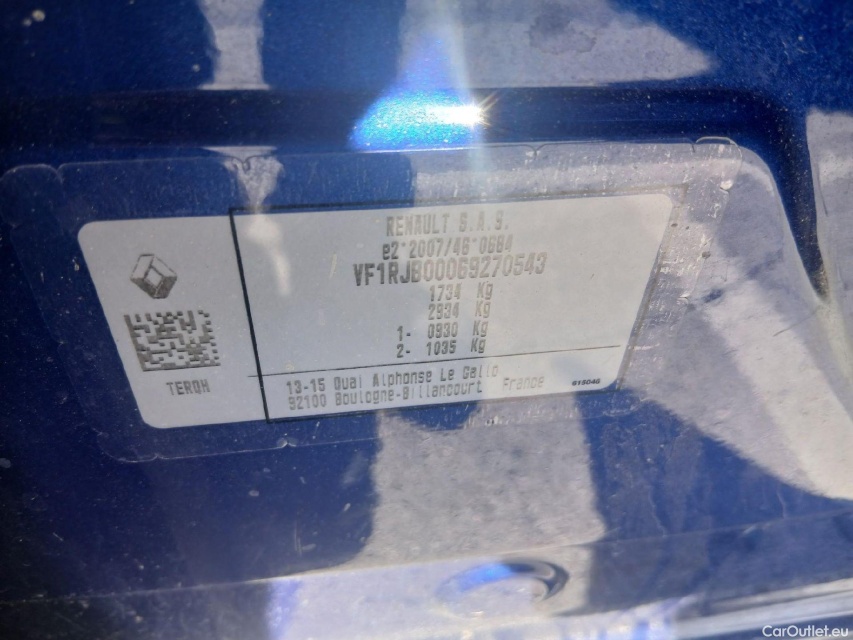 RENAULT S.A.S.
e2*2007/46*0684
VF1RJB00069270543
1734 Kg
2934 Kg
1- 0930 Kg
2- 1035 Kg
TERQH
13-15 Quai Alphonse Le Gallo
92100 Boulogne-Billancourt France
615046
CarOutlet.eu